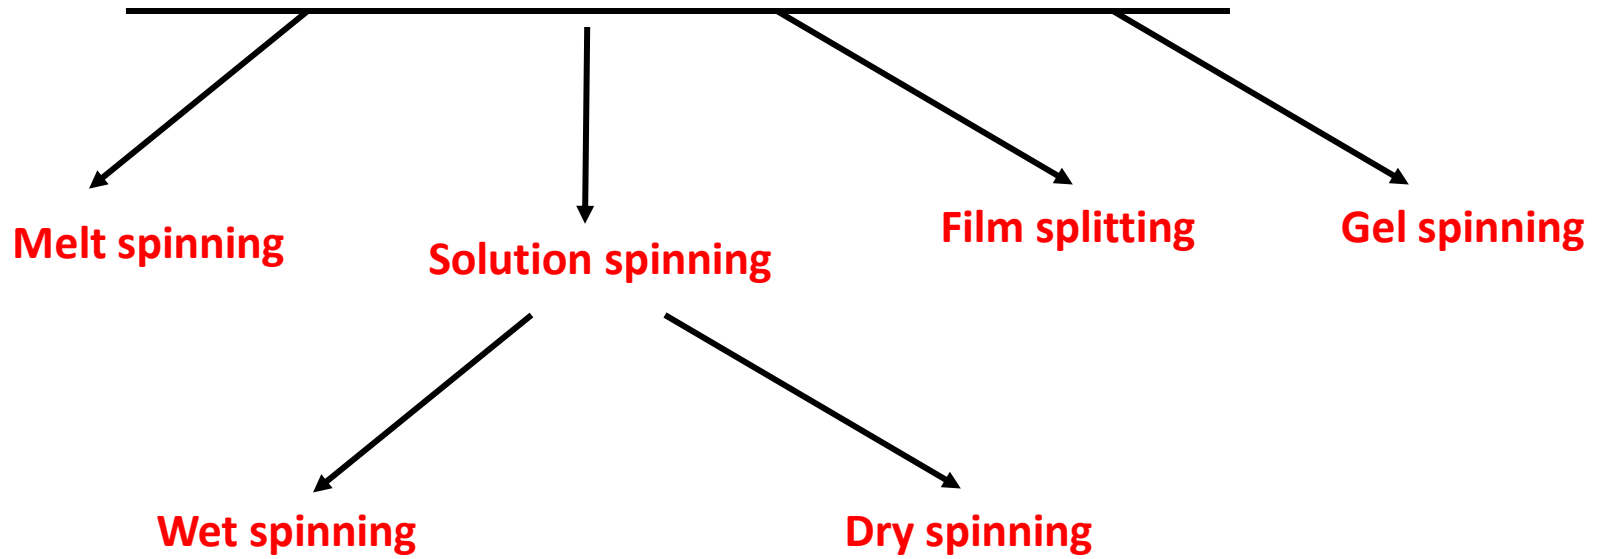 Melt spinning
Solution spinning
Film splitting
Gel spinning
Wet spinning
Dry spinning